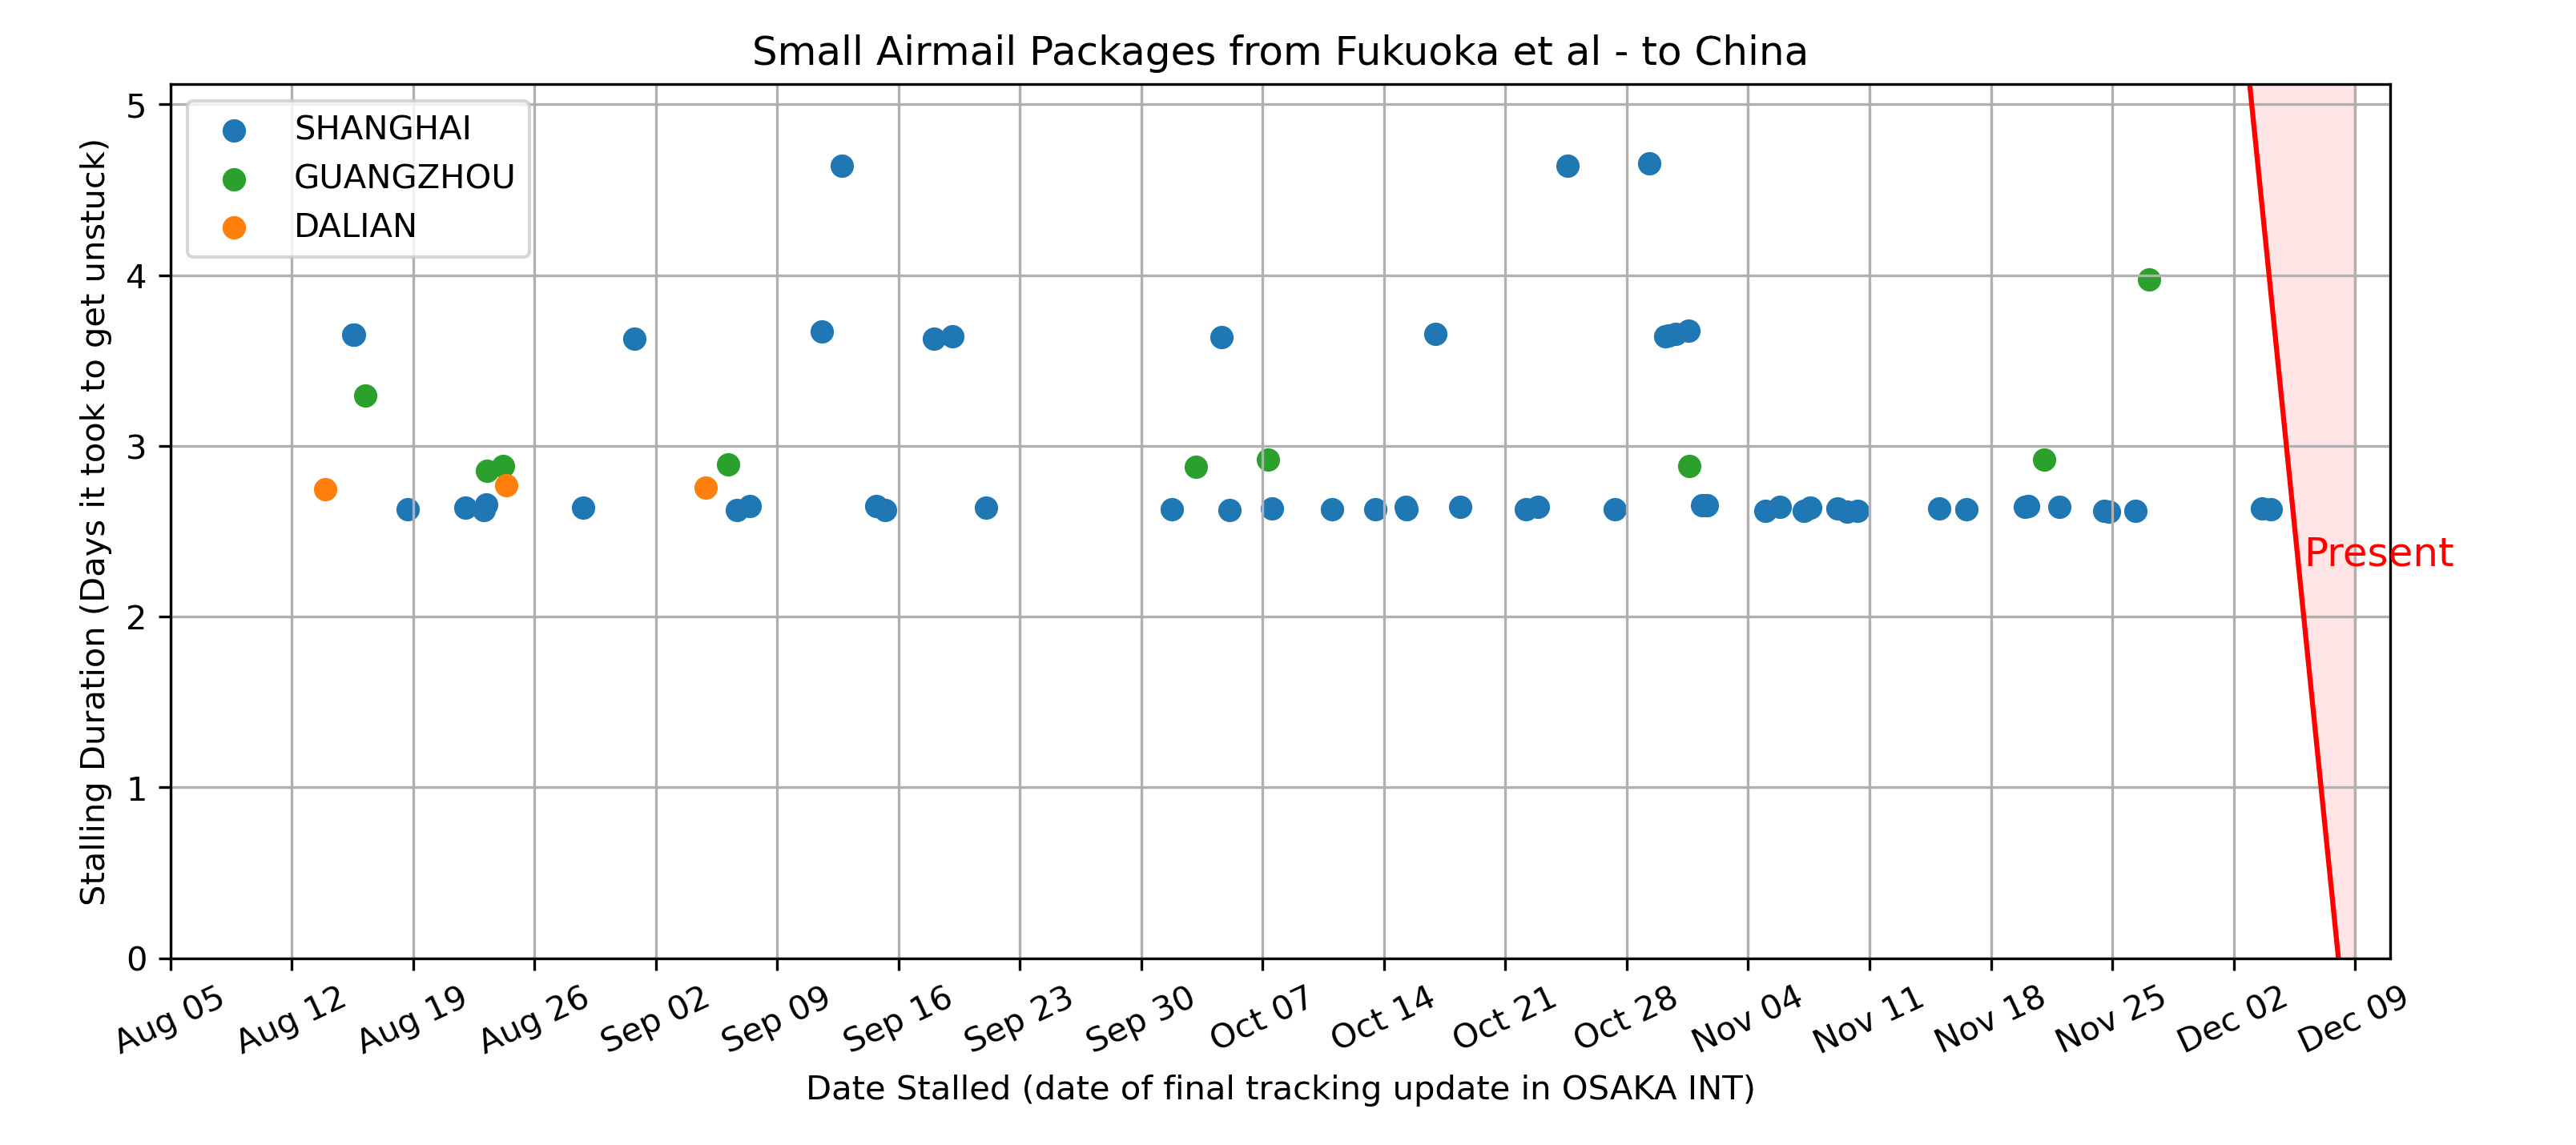 Small Airmail Packages from Fukuoka et al - to China
SHANGHAI
GUANGZHOU
DALIAN
Stalling Duration (Days it took to get unstuck)
5
4
3
2
1
0
Present
Aug 05
Aug 12
Aug 19
Aug 26
Sep 02
Sep 09
Sep 16
Sep 23
Sep 30
Oct 07
Oct 14
Oct 21
Oct 28
Nov 04
Nov 11
Nov 18
Nov 25
Dec 02
Dec 09
Date Stalled (date of final tracking update in OSAKA INT)